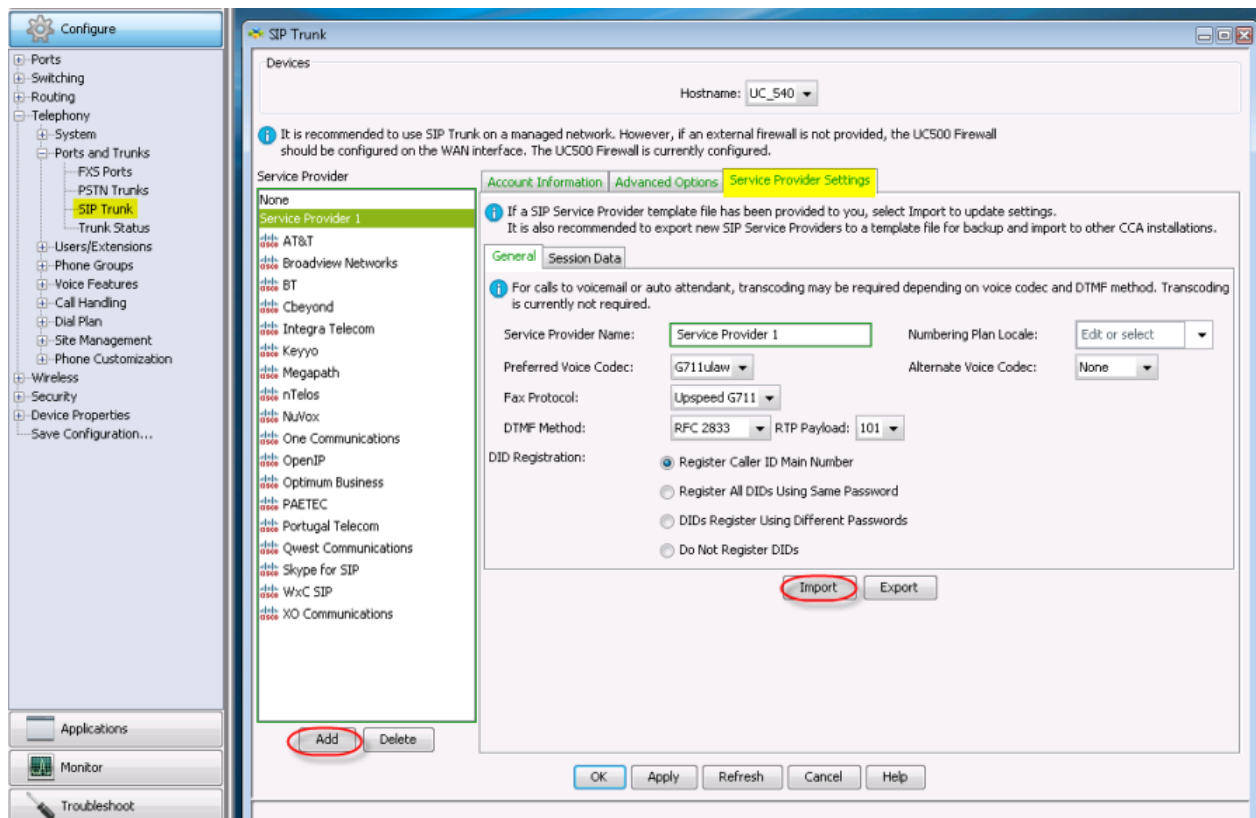 Configure
Ports
Switching
Routing
Telephony
System
Ports and Trunks
FXS Ports
PSTN Trunks
SIP Trunk
Trunk Status
Users/Extensions
Phone Groups
Voice Features
Call Handling
Dial Plan
Site Management
Phone Customization
Wireless
Security
Device Properties
Save Configuration...
Applications
Monitor
Troubleshoot
SIP Trunk
Devices
Hostname: UC_540
It is recommended to use SIP Trunk on a managed network. However, if an external firewall is not provided, the UC500 Firewall
should be configured on the WAN interface. The UC500 Firewall is currently configured.
Service Provider
None
Service Provider 1
AT&T
Broadview Networks
BT
Cbeyond
Integra Telecom
Keyyo
Megapath
nTelos
NuVox
One Communications
OpenIP
Optimum Business
PAETEC
Portugal Telecom
Qwest Communications
Skype for SIP
WxC SIP
XO Communications
Add Delete
Account Information Advanced Options Service Provider Settings
If a SIP Service Provider template file has been provided to you, select Import to update settings.
It is also recommended to export new SIP Service Providers to a template file for backup and import to other CCA installations.
General Session Data
For calls to voicemail or auto attendant, transcoding may be required depending on voice codec and DTMF method. Transcoding
is currently not required.
Service Provider Name: Service Provider 1 Numbering Plan Locale: Edit or select
Preferred Voice Codec: G711ulaw Alternate Voice Codec: None
Fax Protocol: Upspeed G711
DTMF Method: RFC 2833 RTP Payload: 101
DID Registration: Register Caller ID Main Number
Register All DIDs Using Same Password
DIDs Register Using Different Passwords
Do Not Register DIDs
Import Export
OK Apply Refresh Cancel Help